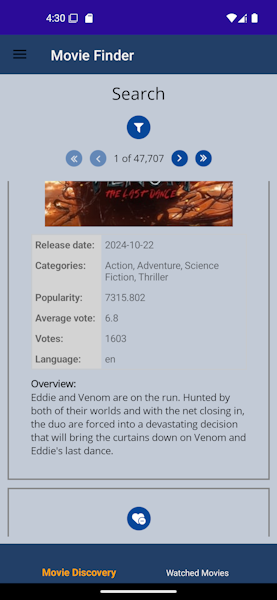 4:30
Movie Finder
Search
1 of 47,707
THE LAST DANCE
Release date: 2024-10-22
Categories: Action, Adventure, Science
Fiction, Thriller
Popularity: 7315.802
Average vote: 6.8
Votes: 1603
Language: en
Overview:
Eddie and Venom are on the run. Hunted by
both of their worlds and with the net closing in,
the duo are forced into a devastating decision
that will bring the curtains down on Venom and
Eddie's last dance.
Movie Discovery Watched Movies